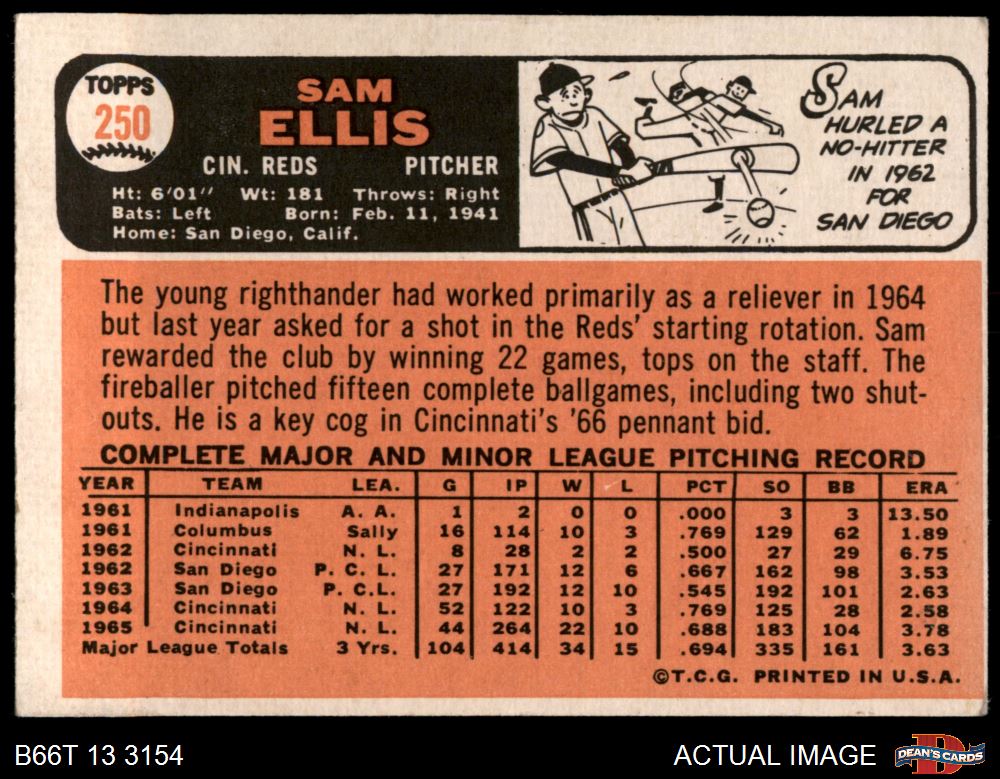 TOPPS
250
SAM
ELLIS
CIN. REDS PITCHER
Ht: 6'01" Wt: 181 Throws: Right
Bats: Left Born: Feb. 11, 1941
Home: San Diego, Calif.
SAM
HURLED A
NO-HITTER
IN 1962
FOR
SAN DIEGO
The young righthander had worked primarily as a reliever in 1964
but last year asked for a shot in the Reds' starting rotation. Sam
rewarded the club by winning 22 games, tops on the staff. The
fireballer pitched fifteen complete ballgames, including two shut-
outs. He is a key cog in Cincinnati's '66 pennant bid.
COMPLETE MAJOR AND MINOR LEAGUE PITCHING RECORD
YEAR TEAM LEA. G IP W L PCT SO BB ERA
1961 Indianapolis A. A. 1 2 0 0 .000 3 3 13.50
1961 Columbus Sally 16 114 10 3 .769 129 62 1.89
1962 Cincinnati N. L. 8 28 2 2 .500 27 29 6.75
1962 San Diego P. C. L. 27 171 12 6 .667 162 98 3.53
1963 San Diego P. C.L. 27 192 12 10 .545 192 101 2.63
1964 Cincinnati N. L. 52 122 10 3 .769 125 28 2.58
1965 Cincinnati N. L. 44 264 22 10 .688 183 104 3.78
Major League Totals 3 Yrs. 104 414 34 15 .694 335 161 3.63
©T.C.G. PRINTED IN U.S.A.
B66T 13 3154 ACTUAL IMAGE DEAN'S CARDS